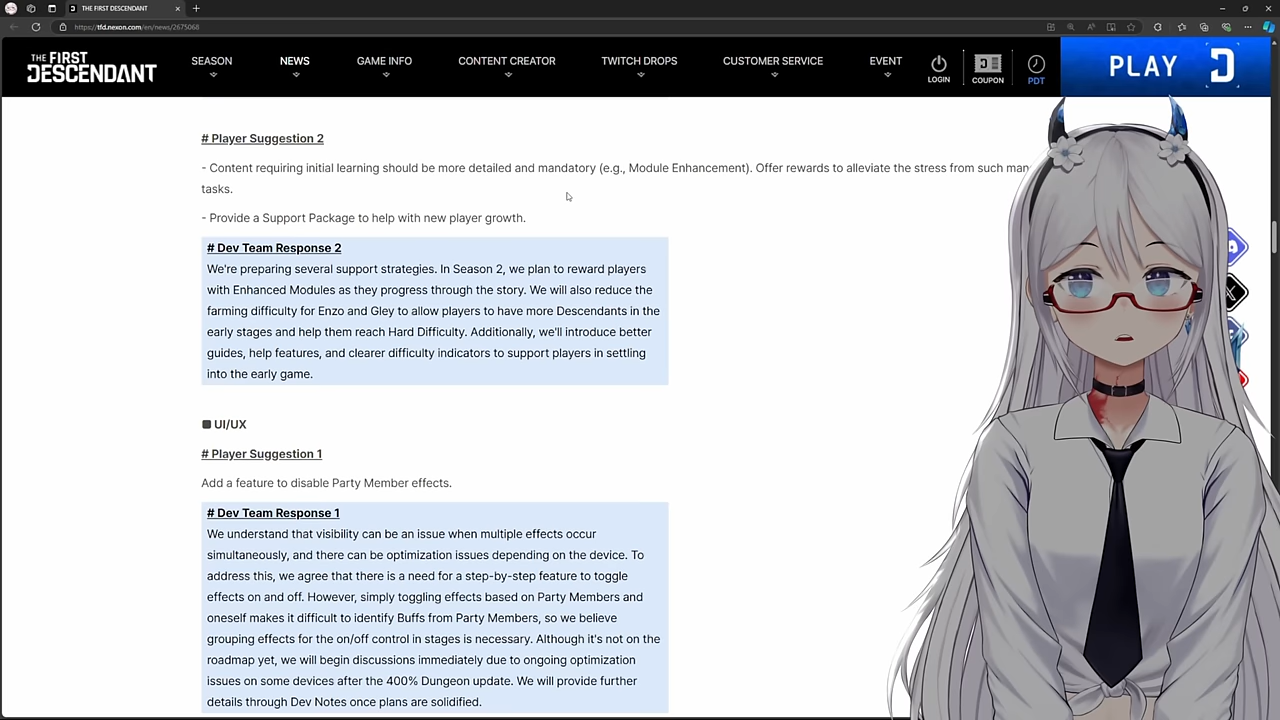 THE FIRST DESCENDANT
https://tfd.nexon.com/en/news/2675068
THE FIRST
DESCENDANT
SEASON
NEWS
GAME INFO
CONTENT CREATOR
TWITCH DROPS
CUSTOMER SERVICE
EVENT
LOGIN
COUPON
PDT
PLAY
# Player Suggestion 2
- Content requiring initial learning should be more detailed and mandatory (e.g., Module Enhancement). Offer rewards to alleviate the stress from such
tasks.
- Provide a Support Package to help with new player growth.
# Dev Team Response 2
We're preparing several support strategies. In Season 2, we plan to reward players
with Enhanced Modules as they progress through the story. We will also reduce the
farming difficulty for Enzo and Gley to allow players to have more Descendants in the
early stages and help them reach Hard Difficulty. Additionally, we'll introduce better
guides, help features, and clearer difficulty indicators to support players in settling
into the early game.
UI/UX
# Player Suggestion 1
Add a feature to disable Party Member effects.
# Dev Team Response 1
We understand that visibility can be an issue when multiple effects occur
simultaneously, and there can be optimization issues depending on the device. To
address this, we agree that there is a need for a step-by-step feature to toggle
effects on and off. However, simply toggling effects based on Party Members and
oneself makes it difficult to identify Buffs from Party Members, so we believe
grouping effects for the on/off control in stages is necessary. Although it's not on the
roadmap yet, we will begin discussions immediately due to ongoing optimization
issues on some devices after the 400% Dungeon update. We will provide further
details through Dev Notes once plans are solidified.